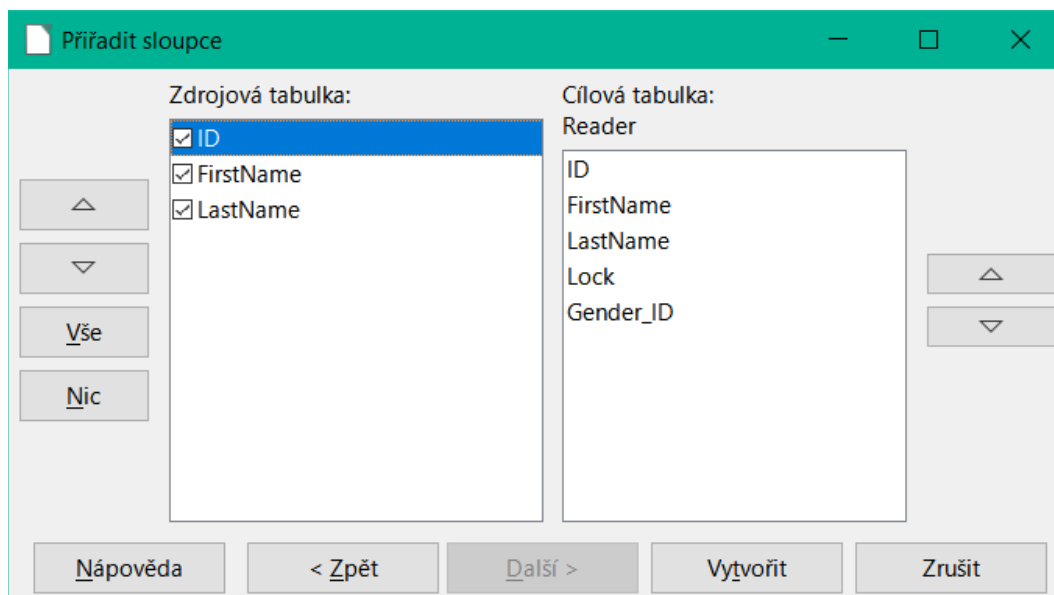 Přiřadit sloupce
Zdrojová tabulka:
ID
FirstName
LastName
Vše
Nic
Cílová tabulka:
Reader
ID
FirstName
LastName
Lock
Gender_ID
Nápověda
< Zpět
Další >
Vytvořit
Zrušit